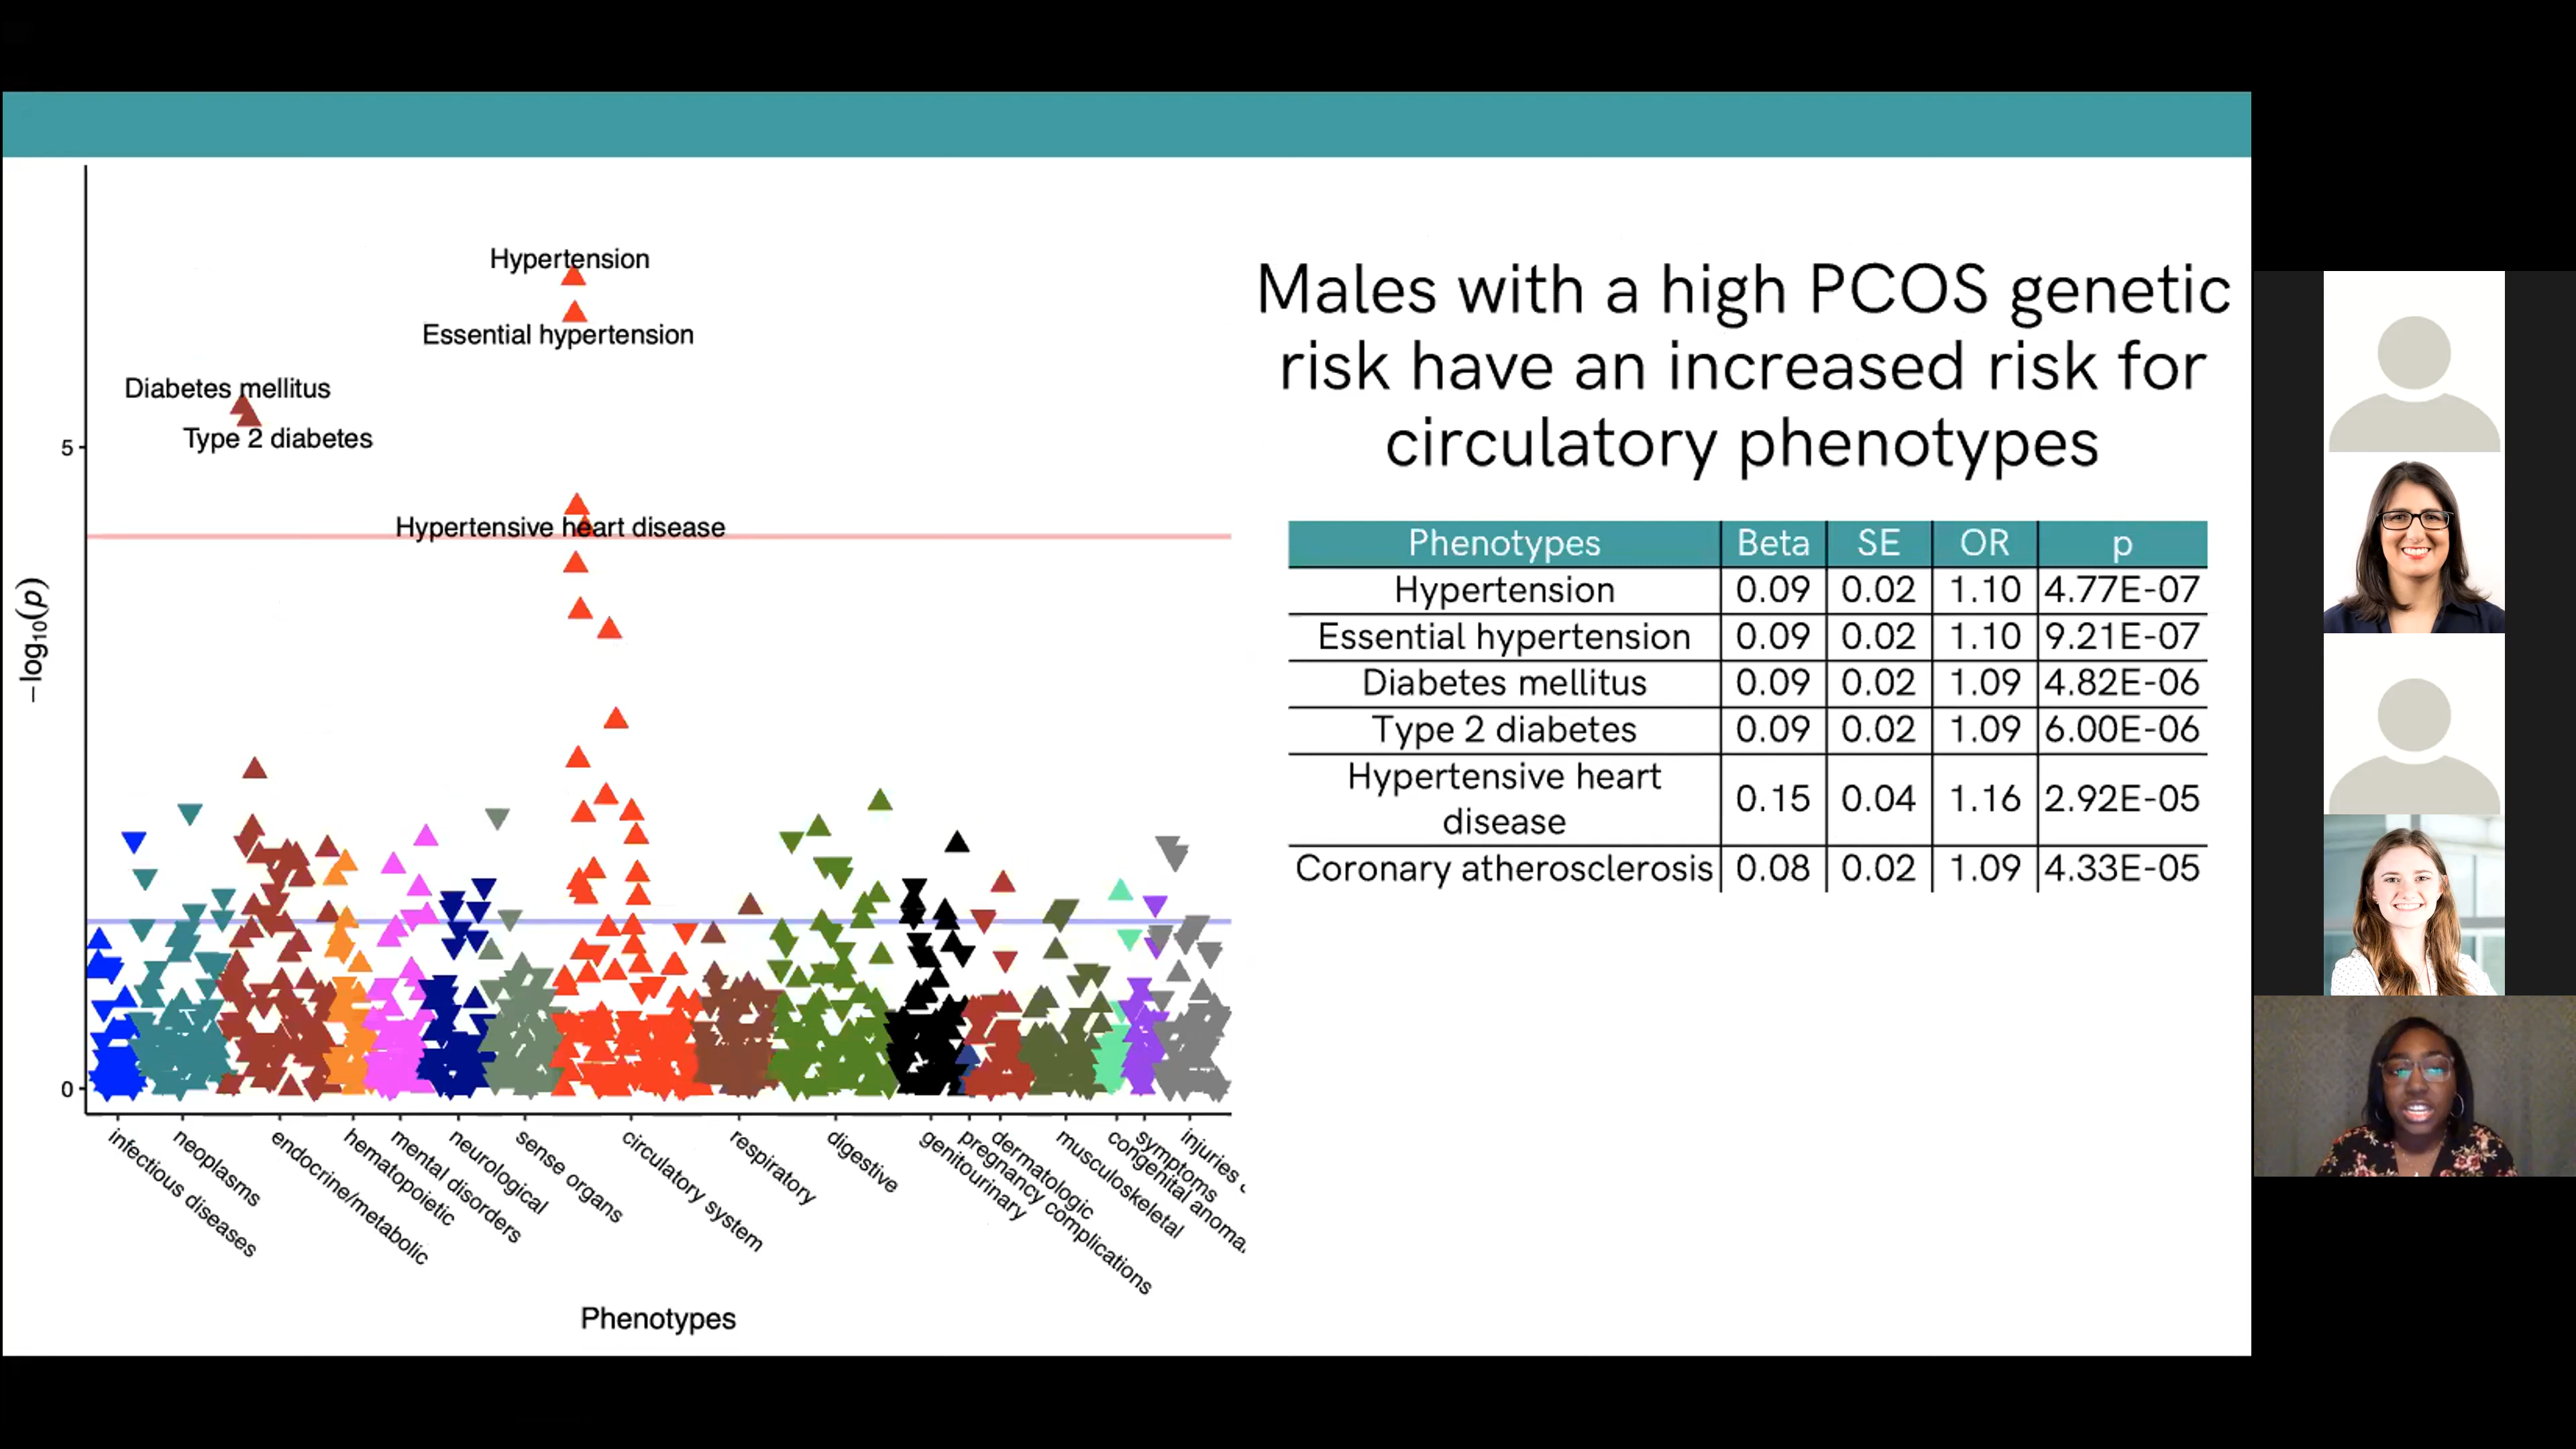 Hypertension
Essential hypertension
Diabetes mellitus
Type 2 diabetes
5
Hypertensive heart disease
−log10(p)
0
infectious diseases
neoplasms
endocrine/metabolic
hematopoietic
mental disorders
neurological
sense organs
circulatory system
respiratory
digestive
genitourinary
pregnancy complications
dermatologic
musculoskeletal
congenital anoma
symptoms
injuries
Phenotypes
Males with a high PCOS genetic
risk have an increased risk for
circulatory phenotypes
Phenotypes Beta SE OR p
Hypertension 0.09 0.02 1.10 4.77E-07
Essential hypertension 0.09 0.02 1.10 9.21E-07
Diabetes mellitus 0.09 0.02 1.09 4.82E-06
Type 2 diabetes 0.09 0.02 1.09 6.00E-06
Hypertensive heart
disease 0.15 0.04 1.16 2.92E-05
Coronary atherosclerosis 0.08 0.02 1.09 4.33E-05